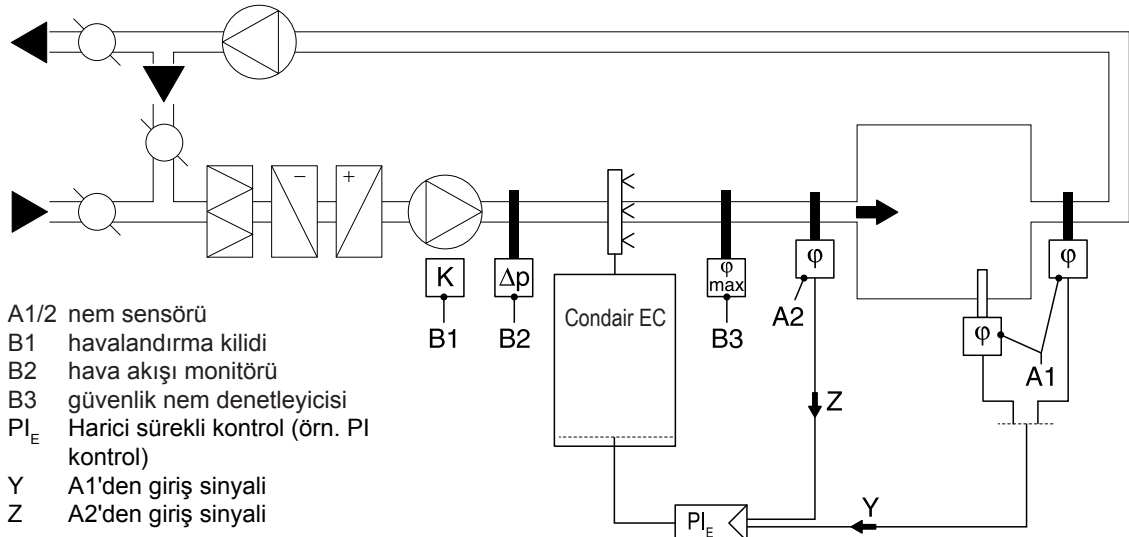 − +
K
Δp
φ
max
φ
φ
φ
Condair EC
B1
B2
B3
A2
A1
Z
Y
PI_E
A1/2 nem sensörü
B1 havalandırma kilidi
B2 hava akışı monitörü
B3 güvenlik nem denetleyicisi
PI_E Harici sürekli kontrol (örn. PI
kontrol)
Y A1'den giriş sinyali
Z A2'den giriş sinyali